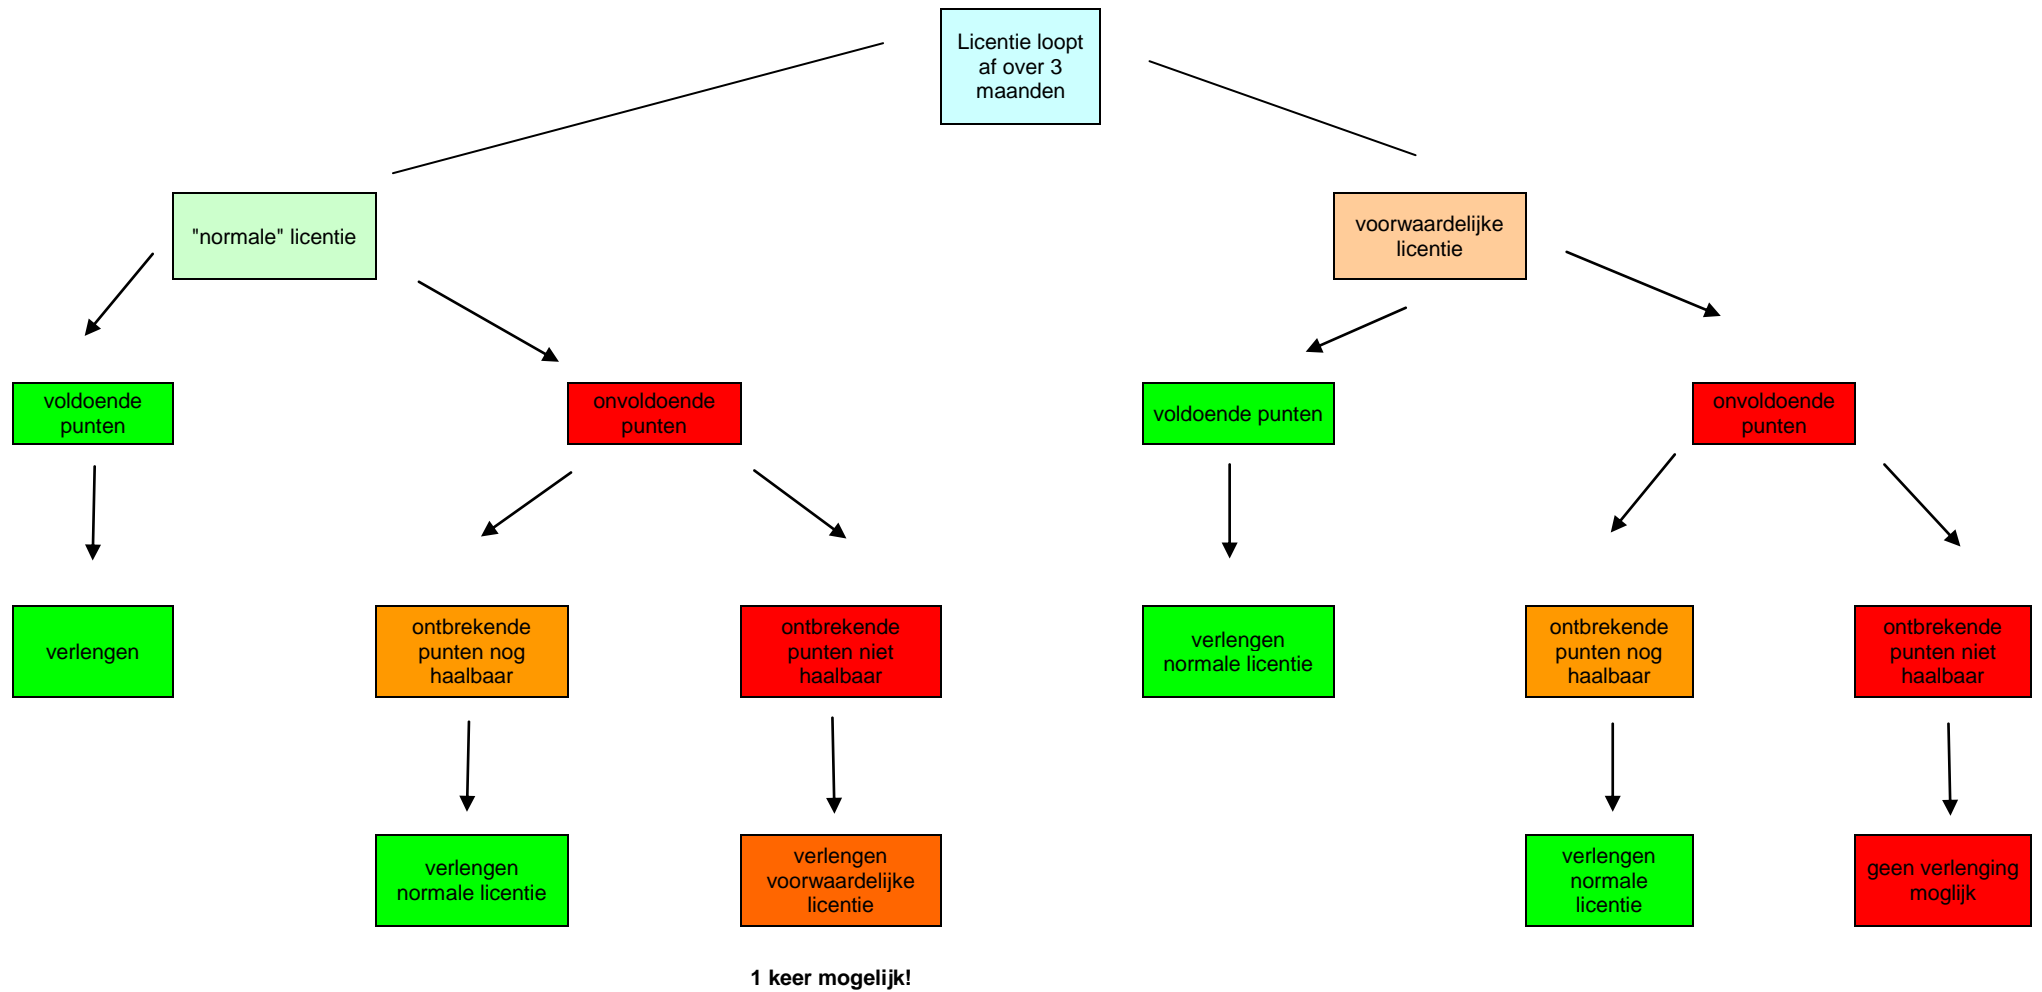 Licentie loopt
af over 3
maanden
"normale" licentie
voorwaardelijke
licentie
voldoende
punten
onvoldoende
punten
voldoende punten
onvoldoende
punten
verlengen
ontbrekende
punten nog
haalbaar
ontbrekende
punten niet
haalbaar
verlengen
normale licentie
ontbrekende
punten nog
haalbaar
ontbrekende
punten niet
haalbaar
verlengen
normale licentie
verlengen
voorwaardelijke
licentie
verlengen
normale
licentie
geen verlenging
moglijk
1 keer mogelijk!